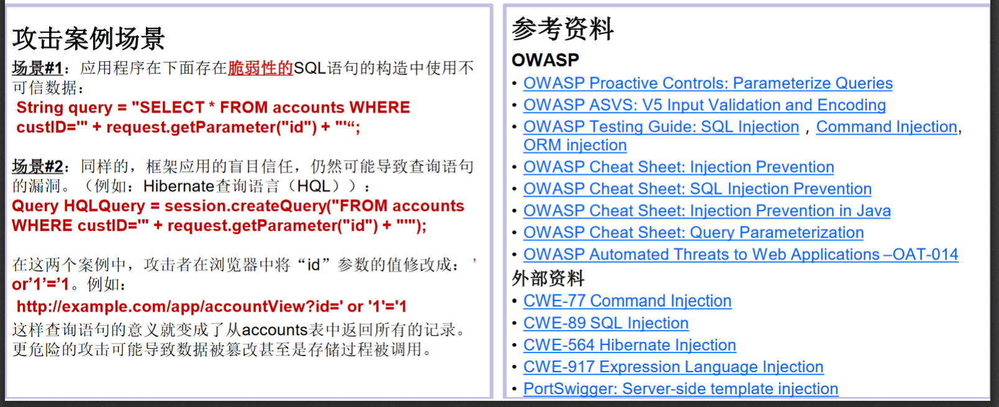 攻击案例场景
场景#1：应用程序在下面存在脆弱性的SQL语句的构造中使用不
可信数据：
String query = "SELECT * FROM accounts WHERE
custID='" + request.getParameter("id") + "'“;
场景#2：同样的，框架应用的盲目信任，仍然可能导致查询语句
的漏洞。（例如：Hibernate查询语言（HQL））：
Query HQLQuery = session.createQuery("FROM accounts
WHERE custID='" + request.getParameter("id") + "'");
在这两个案例中，攻击者在浏览器中将“id”参数的值修改成： ’
or’1’=’1。例如：
http://example.com/app/accountView?id=' or '1'='1
这样查询语句的意义就变成了从accounts表中返回所有的记录。
更危险的攻击可能导致数据被篡改甚至是存储过程被调用。
参考资料
OWASP
• OWASP Proactive Controls: Parameterize Queries
• OWASP ASVS: V5 Input Validation and Encoding
• OWASP Testing Guide: SQL Injection，Command Injection,
ORM injection
• OWASP Cheat Sheet: Injection Prevention
• OWASP Cheat Sheet: SQL Injection Prevention
• OWASP Cheat Sheet: Injection Prevention in Java
• OWASP Cheat Sheet: Query Parameterization
• OWASP Automated Threats to Web Applications –OAT-014
外部资料
• CWE-77 Command Injection
• CWE-89 SQL Injection
• CWE-564 Hibernate Injection
• CWE-917 Expression Language Injection
• PortSwigger: Server-side template injection